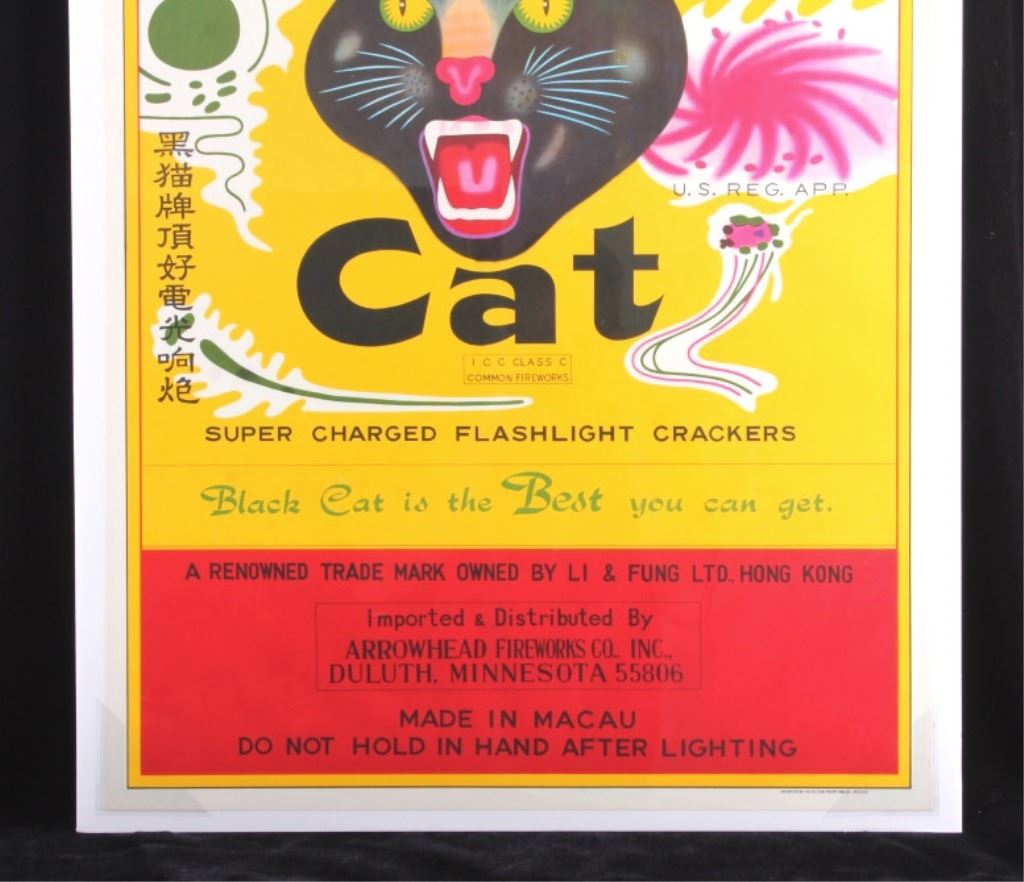 黑猫牌頂好電光响炮
U.S. REG. APP.
Cat
I C C CLASS C
COMMON FIREWORKS
SUPER CHARGED FLASHLIGHT CRACKERS
Black Cat is the Best you can get.
A RENOWNED TRADE MARK OWNED BY LI & FUNG LTD., HONG KONG
Imported & Distributed By
ARROWHEAD FIREWORKS CO., INC.,
DULUTH, MINNESOTA 55806
MADE IN MACAU
DO NOT HOLD IN HAND AFTER LIGHTING